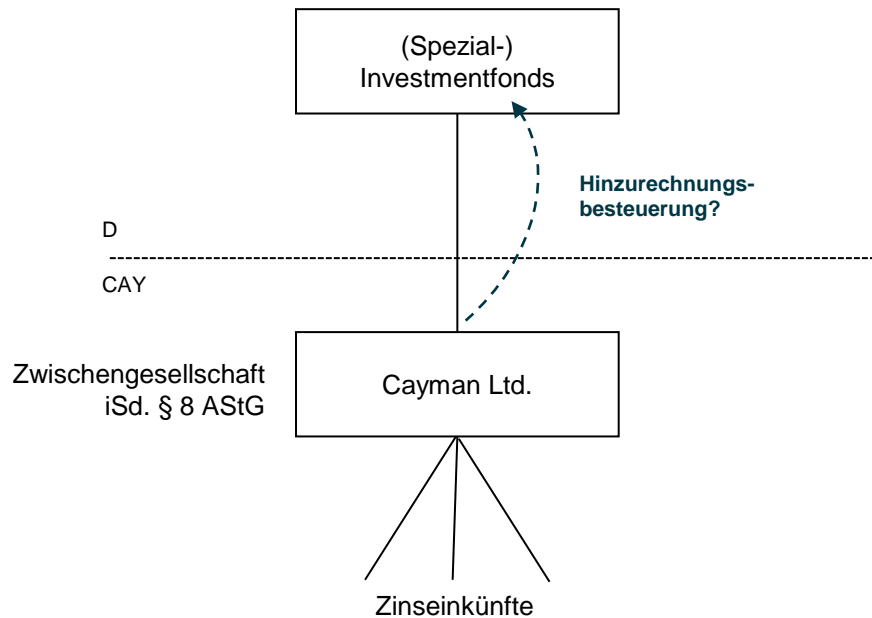 (Spezial-)
Investmentfonds
Hinzurechnungs-
besteuerung?
D
CAY
Zwischengesellschaft
iSd. § 8 AStG
Cayman Ltd.
Zinseinkünfte